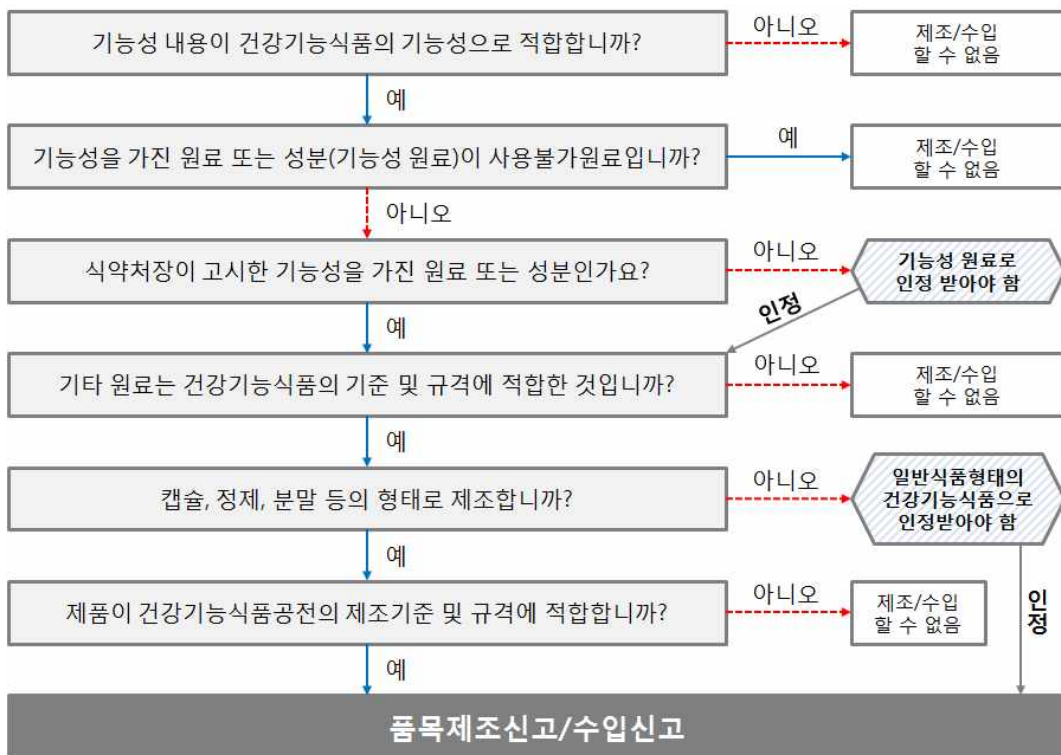 기능성 내용이 건강기능식품의 기능성으로 적합합니까?
아니오
제조/수입
할 수 없음
예
기능성을 가진 원료 또는 성분(기능성 원료)이 사용불가원료입니까?
예
제조/수입
할 수 없음
아니오
식약처장이 고시한 기능성을 가진 원료 또는 성분인가요?
아니오
기능성 원료로
인정 받아야 함
인정
예
기타 원료는 건강기능식품의 기준 및 규격에 적합한 것입니까?
아니오
제조/수입
할 수 없음
예
캡슐, 정제, 분말 등의 형태로 제조합니까?
아니오
일반식품형태의
건강기능식품으로
인정받아야 함
예
제품이 건강기능식품공전의 제조기준 및 규격에 적합합니까?
아니오
제조/수입
할 수 없음
인정
예
품목제조신고/수입신고